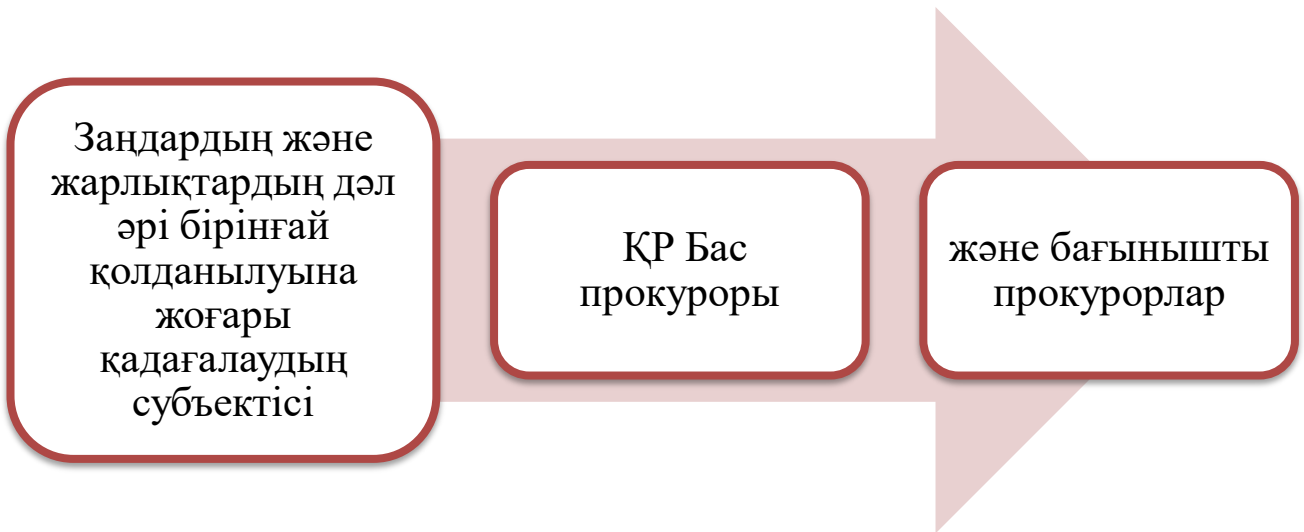 Заңдардың және
жарлықтардың дәл
әрі бірінғай
қолданылуына
жоғары
қадағалаудың
субъектісі
ҚР Бас
прокуроры
және бағынышты
прокурорлар